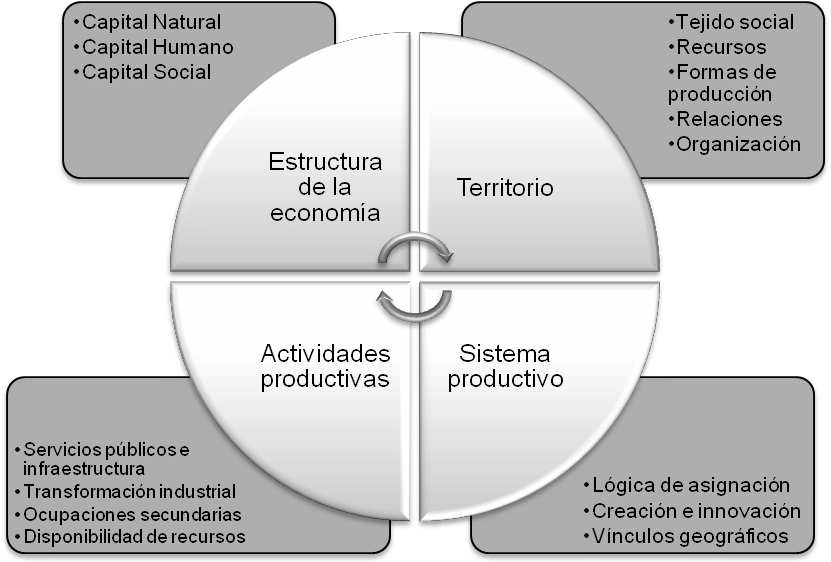 •Capital Natural
•Capital Humano
•Capital Social
•Tejido social
•Recursos
•Formas de
producción
•Relaciones
•Organización
Estructura
de la
economía
Territorio
Actividades
productivas
Sistema
productivo
•Servicios públicos e
infraestructura
•Transformación industrial
•Ocupaciones secundarias
•Disponibilidad de recursos
•Lógica de asignación
•Creación e innovación
•Vínculos geográficos